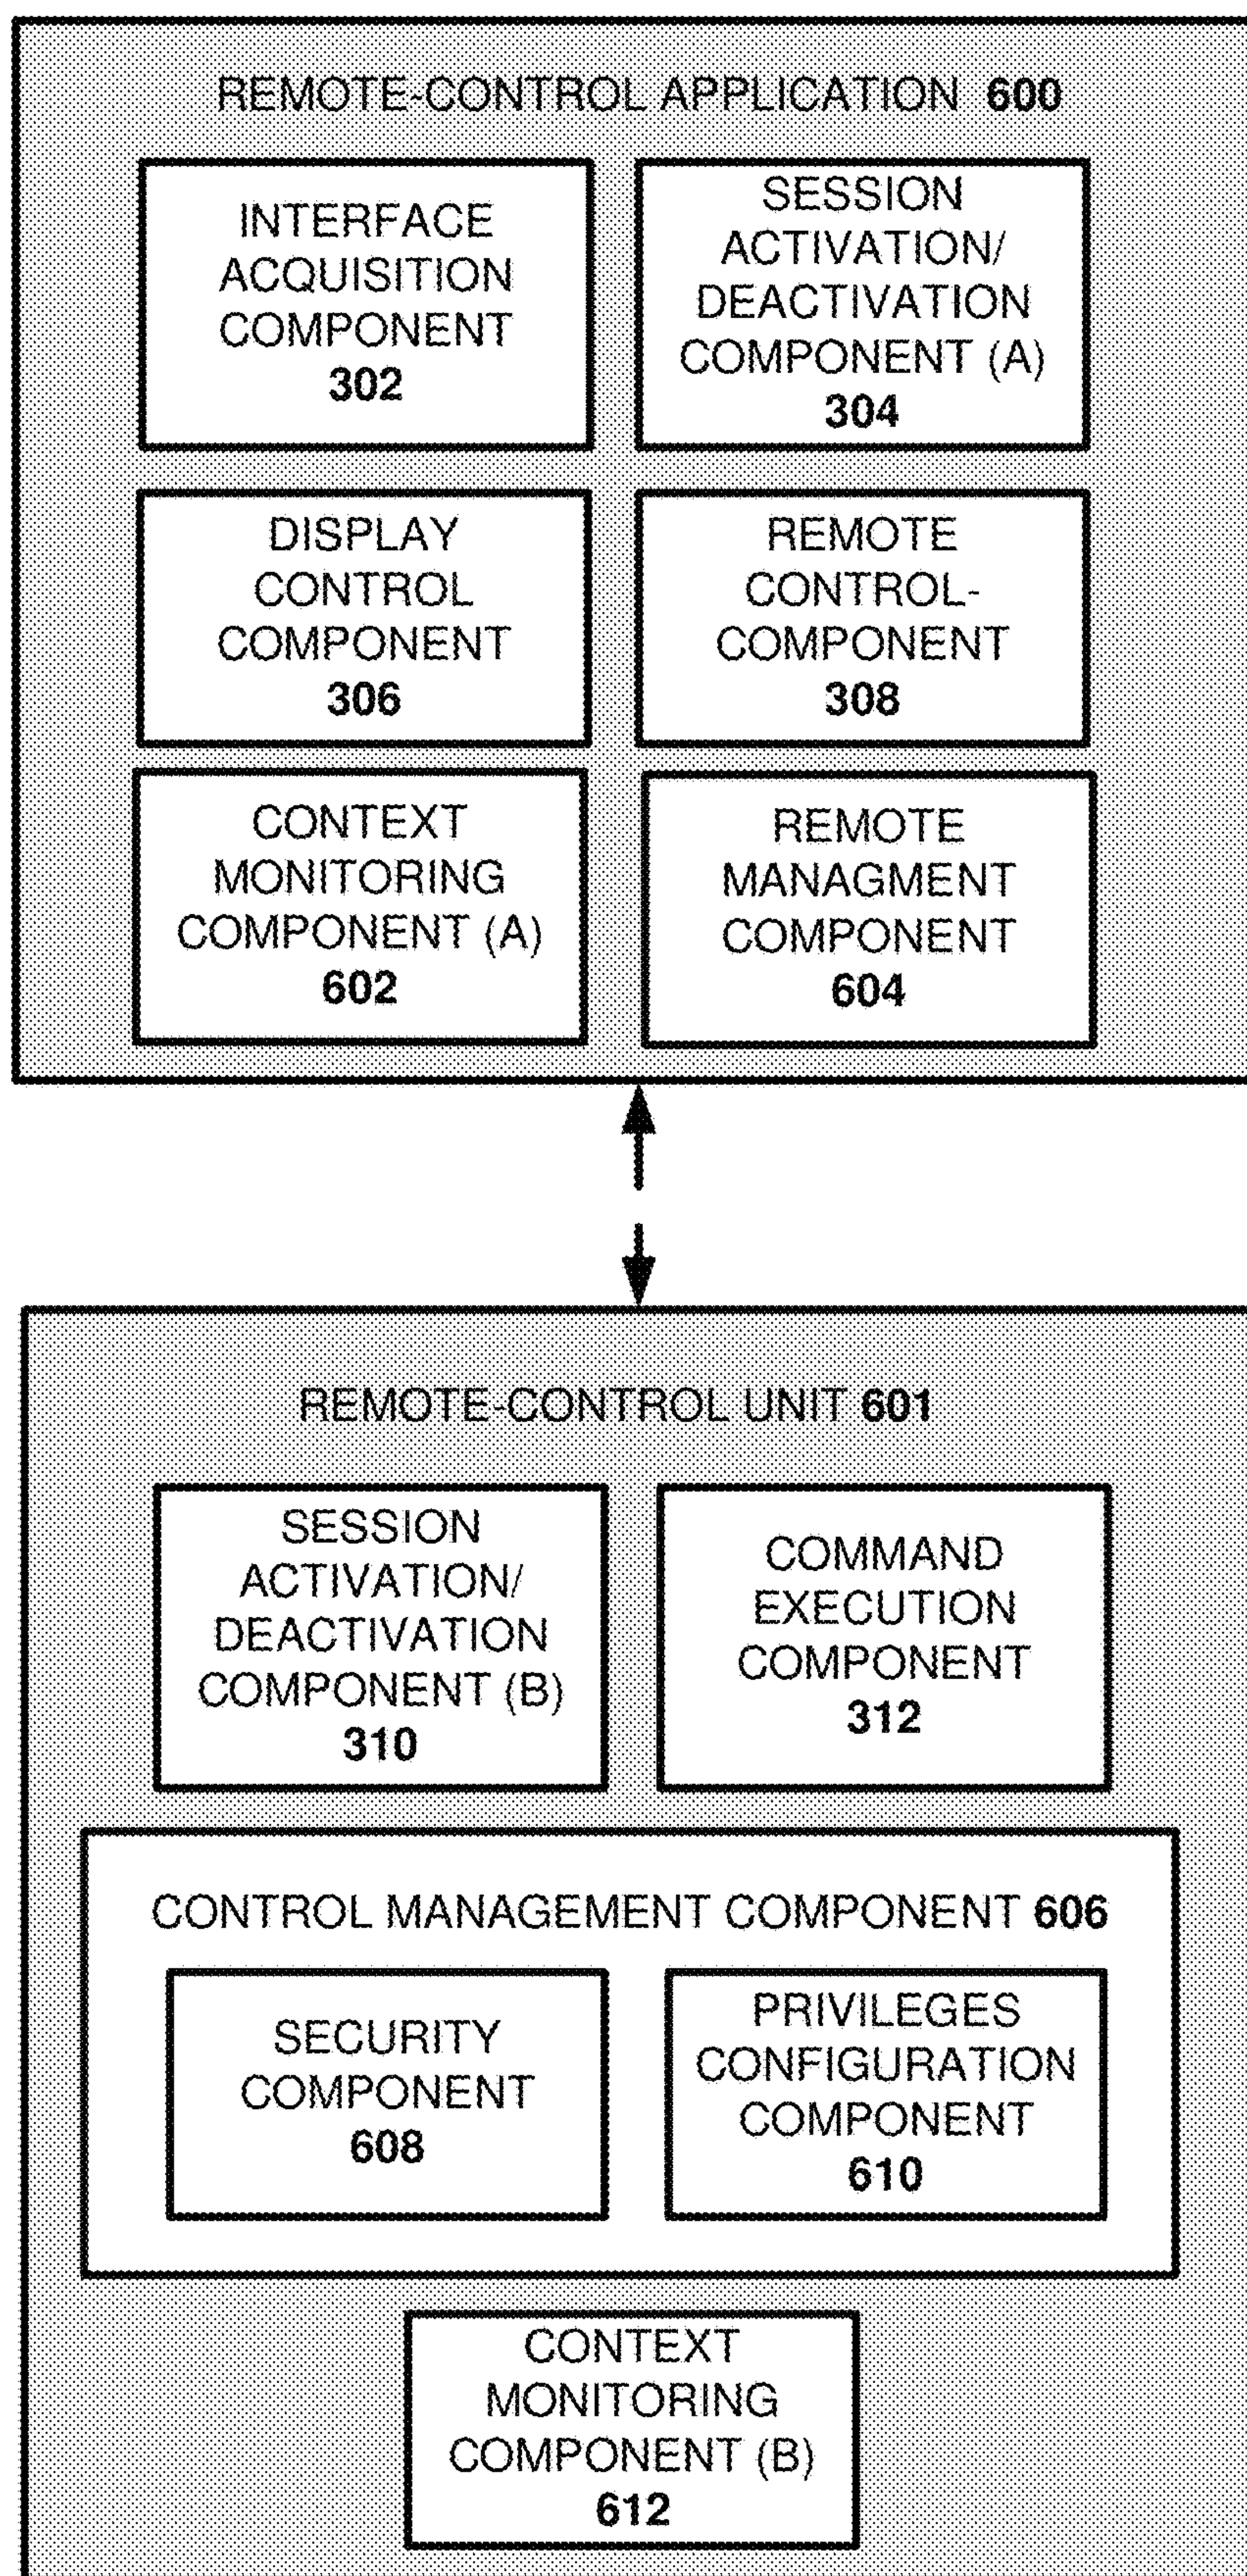 REMOTE-CONTROL APPLICATION 600
INTERFACE
ACQUISITION
COMPONENT
302
SESSION
ACTIVATION/
DEACTIVATION
COMPONENT (A)
304
DISPLAY
CONTROL
COMPONENT
306
REMOTE
CONTROL-
COMPONENT
308
CONTEXT
MONITORING
COMPONENT (A)
602
REMOTE
MANAGMENT
COMPONENT
604
REMOTE-CONTROL UNIT 601
SESSION
ACTIVATION/
DEACTIVATION
COMPONENT (B)
310
COMMAND
EXECUTION
COMPONENT
312
CONTROL MANAGEMENT COMPONENT 606
SECURITY
COMPONENT
608
PRIVILEGES
CONFIGURATION
COMPONENT
610
CONTEXT
MONITORING
COMPONENT (B)
612